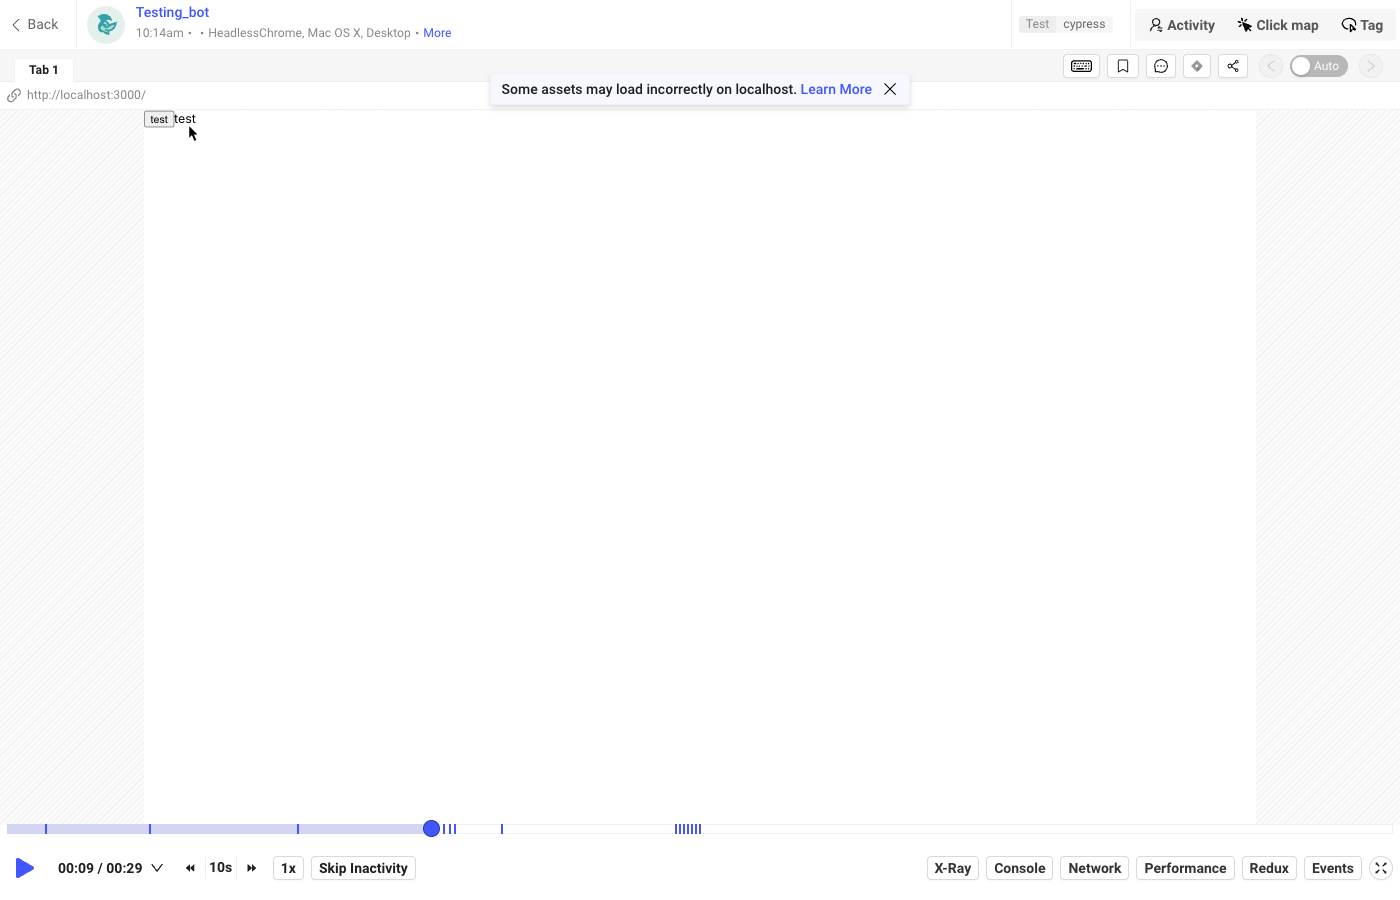 Back
Testing_bot
10:14am • • HeadlessChrome, Mac OS X, Desktop • More
Test cypress
Activity
Click map
Tag
Tab 1
Auto
http://localhost:3000/
Some assets may load incorrectly on localhost. Learn More
test test
00:09 / 00:29
10s
1x
Skip Inactivity
X-Ray
Console
Network
Performance
Redux
Events